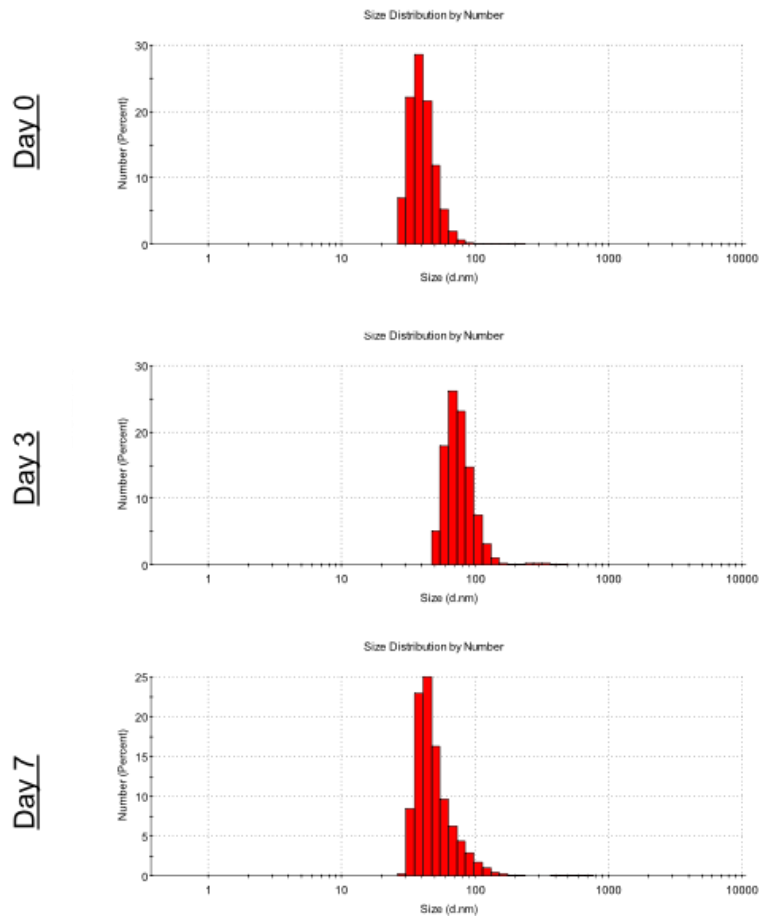 Day 0
Size Distribution by Number
Number (Percent)
30
20
10
0
1 10 100 1000 10000
Size (d.nm)
Day 3
Size Distribution by Number
Number (Percent)
30
20
10
0
1 10 100 1000 10000
Size (d.nm)
Day 7
Size Distribution by Number
Number (Percent)
25
20
15
10
5
0
1 10 100 1000 10000
Size (d.nm)